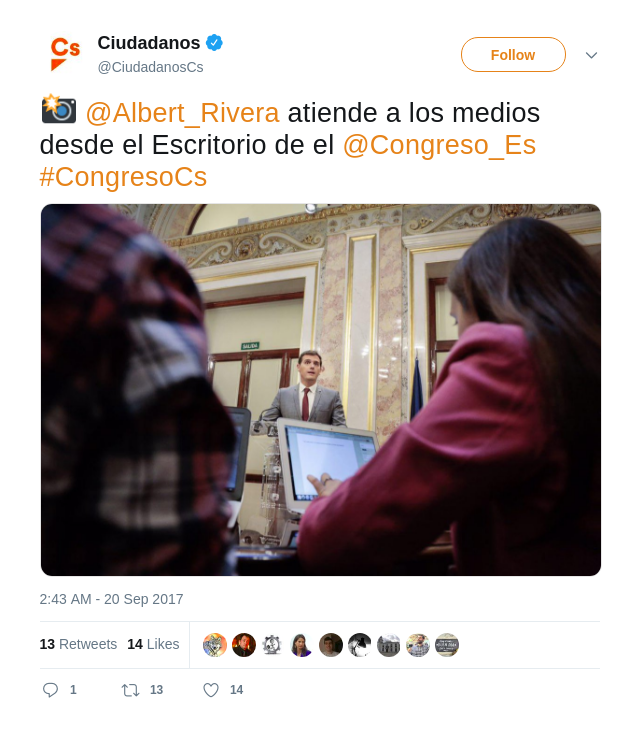 Cs
Ciudadanos
@CiudadanosCs
Follow
@Albert_Rivera atiende a los medios
desde el Escritorio de el @Congreso_Es
#CongresoCs
SALIDA
2:43 AM - 20 Sep 2017
13 Retweets 14 Likes
1 13 14